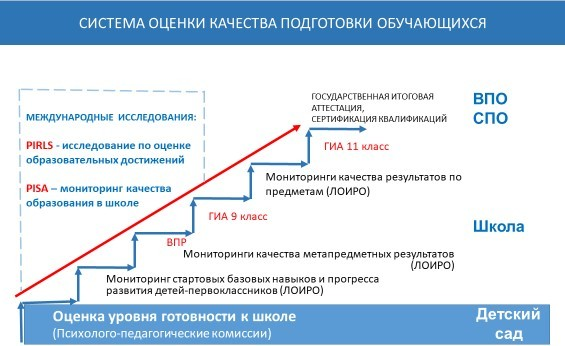 СИСТЕМА ОЦЕНКИ КАЧЕСТВА ПОДГОТОВКИ ОБУЧАЮЩИХСЯ
ГОСУДАРСТВЕННАЯ ИТОГОВАЯ
АТТЕСТАЦИЯ,
СЕРТИФИКАЦИЯ КВАЛИФИКАЦИЙ
ВПО
СПО
МЕЖДУНАРОДНЫЕ ИССЛЕДОВАНИЯ:
PIRLS - исследование по оценке
образовательных достижений
PISA – мониторинг качества
образования в школе
ГИА 11 класс
Мониторинги качества результатов по
предметам (ЛОИРО)
ГИА 9 класс
Школа
ВПР
Мониторинги качества метапредметных результатов
(ЛОИРО)
Мониторинг стартовых базовых навыков и прогресса
развития детей-первоклассников (ЛОИРО)
Оценка уровня готовности к школе
(Психолого-педагогические комиссии)
Детский
сад